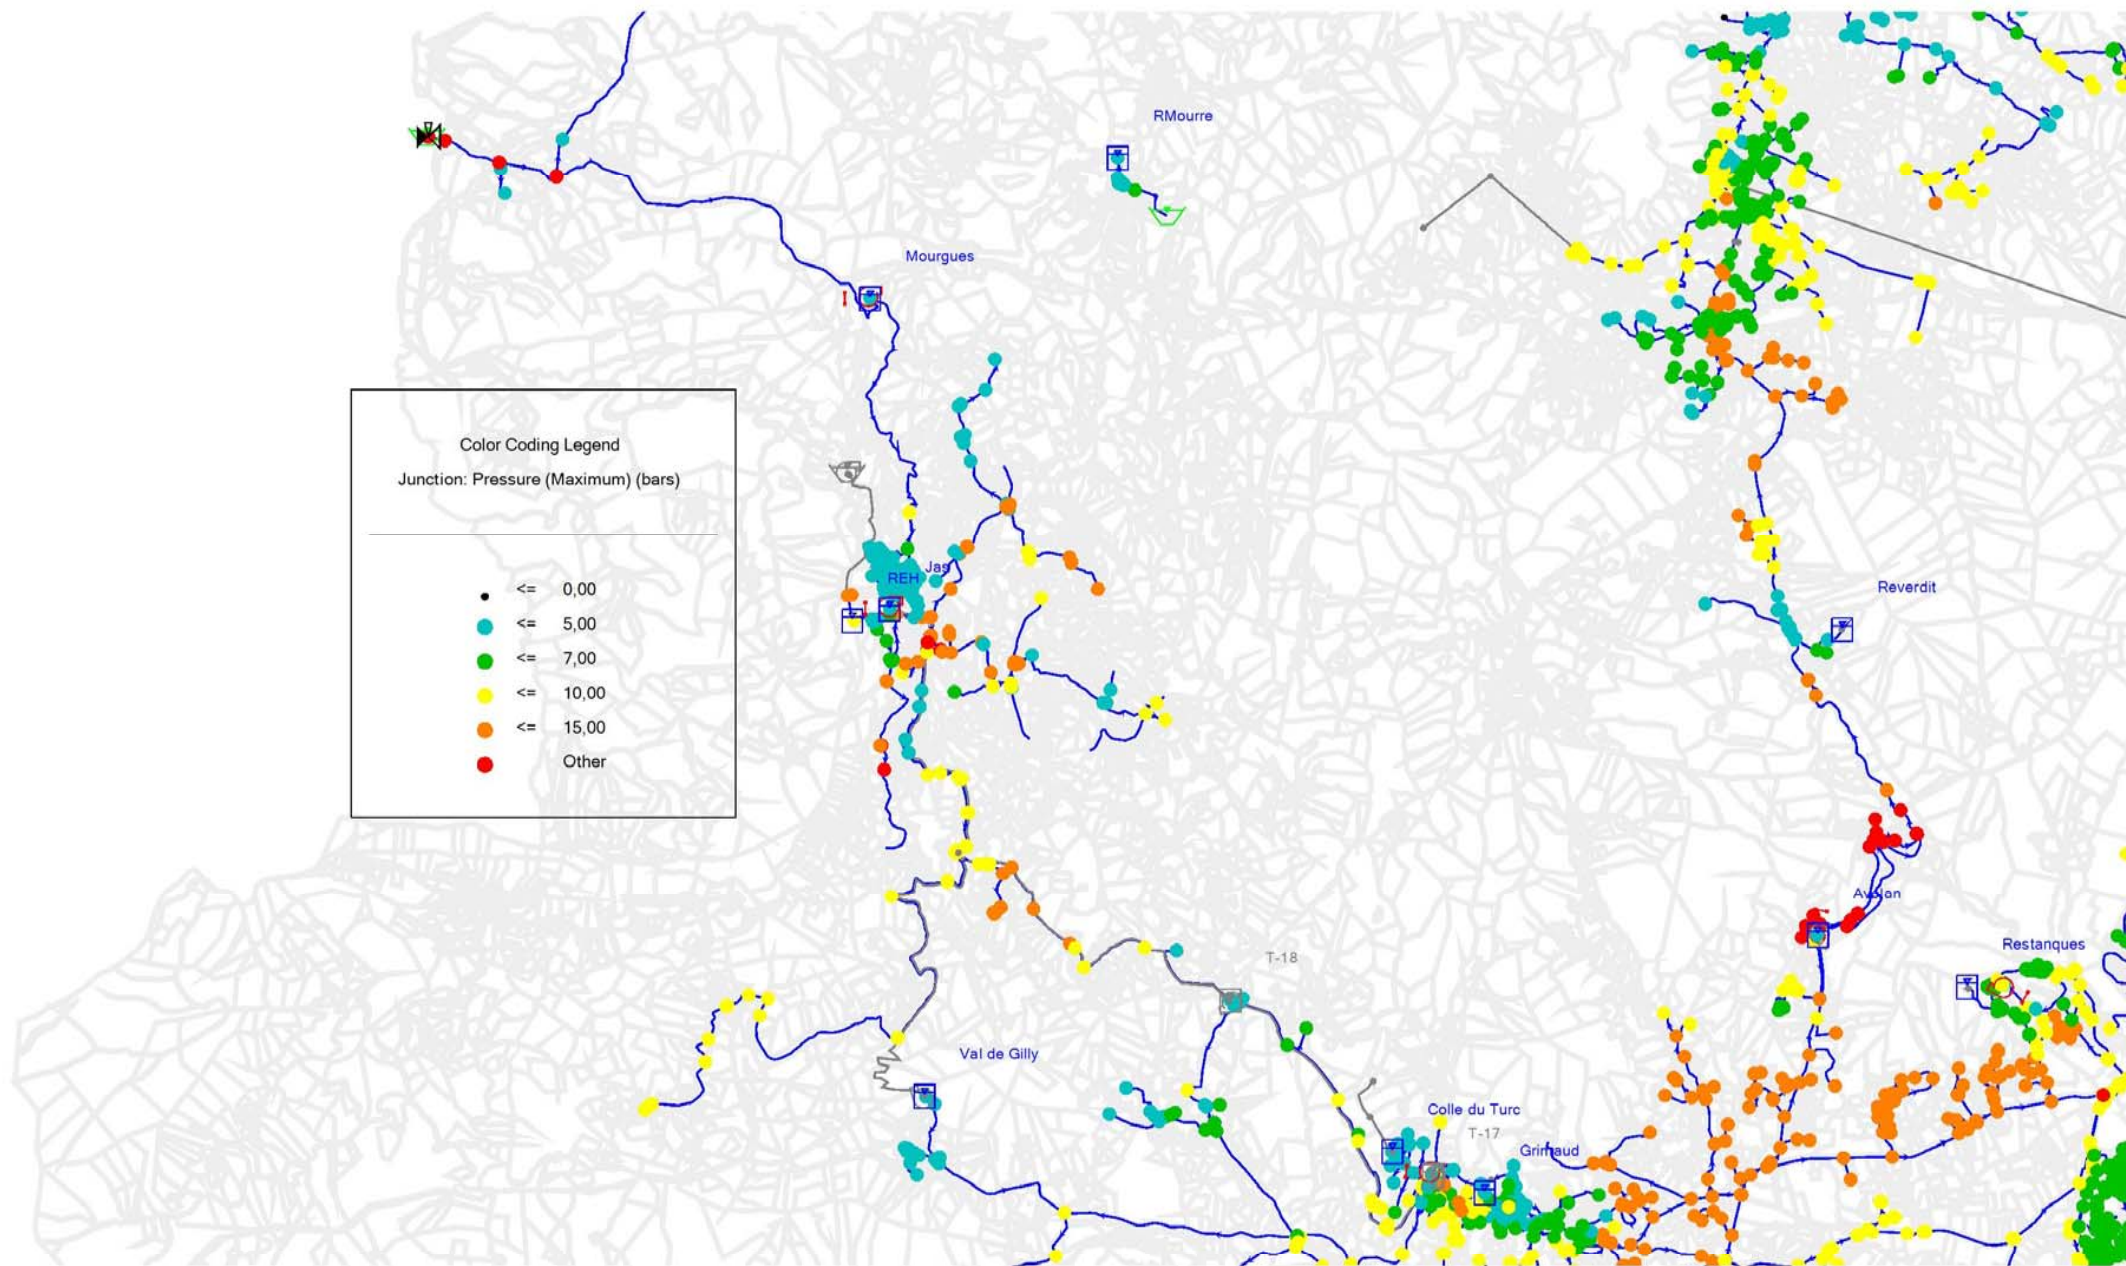 RMourre
Mourgues
Color Coding Legend
Junction: Pressure (Maximum) (bars)
<= 0,00
<= 5,00
<= 7,00
<= 10,00
<= 15,00
Other
Jas
REH
Reverdit
Avelan
Restanques
T-18
Val de Gilly
Colle du Turc
T-17
Grimaud